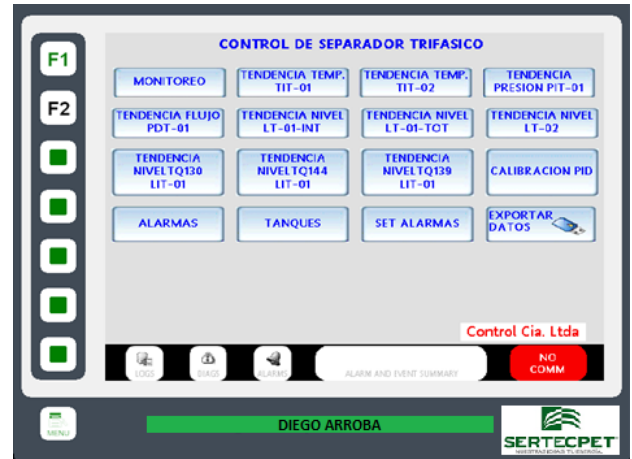 F1
CONTROL DE SEPARADOR TRIFASICO
MONITOREO
TENDENCIA TEMP.
TIT-01
TENDENCIA TEMP.
TIT-02
TENDENCIA
PRESION PIT-01
F2
TENDENCIA FLUJO
PDT-01
TENDENCIA NIVEL
LT-01-INT
TENDENCIA NIVEL
LT-01-TOT
TENDENCIA NIVEL
LT-02
TENDENCIA
NIVELTQ130
LIT-01
TENDENCIA
NIVELTQ144
LIT-01
TENDENCIA
NIVELTQ139
LIT-01
CALIBRACION PID
ALARMAS
TANQUES
SET ALARMAS
EXPORTAR
DATOS
Control Cia. Ltda
LOGS
DIAGS
ALARMS
ALARM AND EVENT SUMMARY
NO
COMM
MENU
DIEGO ARROBA
SERTECPET